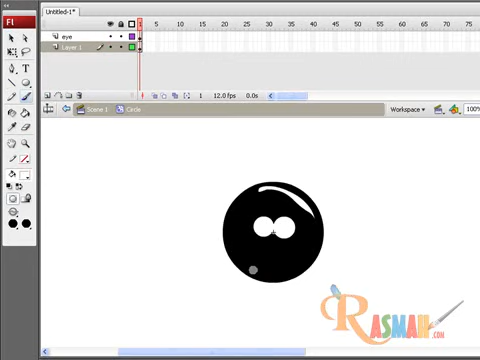 Untitled-1*
Fl
5 10 15 20 25 30 35 40 45 50 55 60 65 70 75
eye
Layer 1
1 12.0 fps 0.0s
Scene 1 Circle Workspace 100%
RASMAH.COM